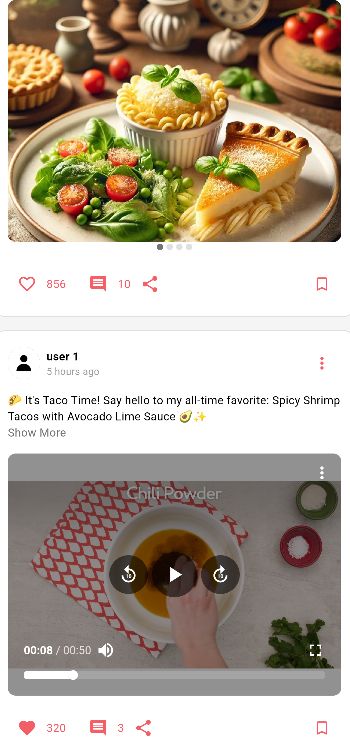 856 10
user 1
5 hours ago
🌮 It's Taco Time! Say hello to my all-time favorite: Spicy Shrimp
Tacos with Avocado Lime Sauce 🥑✨
Show More
Chili Powder
10 10
00:08 / 00:50
320 3